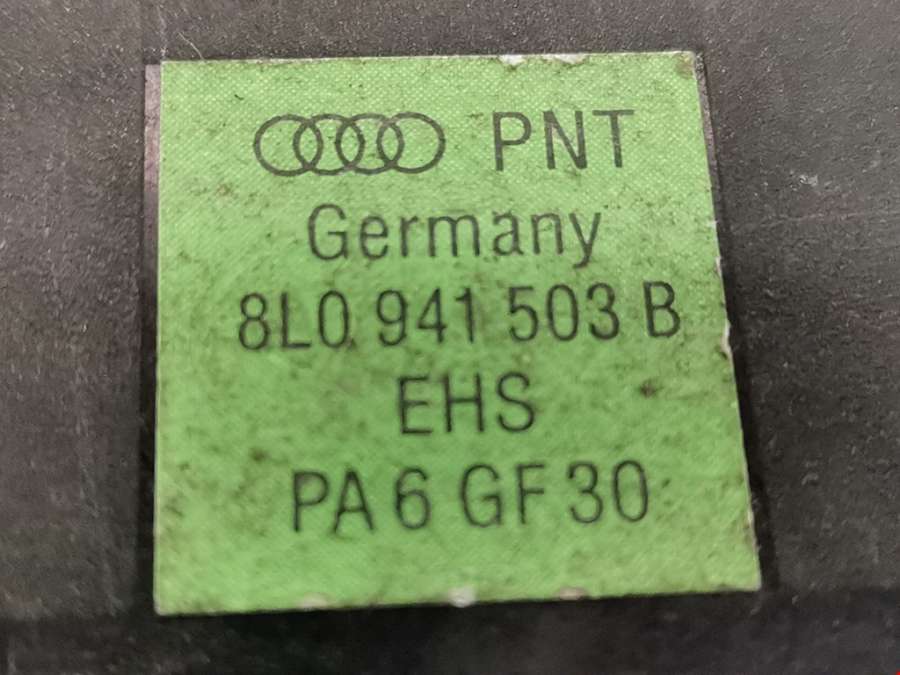 PNT
Germany
8L0 941 503 B
EHS
PA 6 GF 30